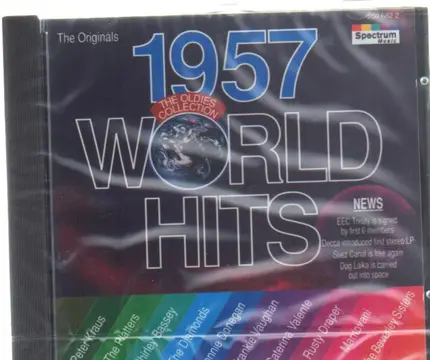 The Originals
Spectrum
Music
1957
THE OLDIES
COLLECTION
WORLD
HITS
NEWS
EEC Treaty is signed
by first 6 members
Decca introduced first stereo LP
Suez Canal is free again
Dog Laika is carried
out into space
Peter Kraus
The Platters
Shirley Bassey
The Diamonds
Lonnie Donegan
Frankie Vaughan
Caterina Valente
Rusty Draper
Mantovani
Beverley Sisters